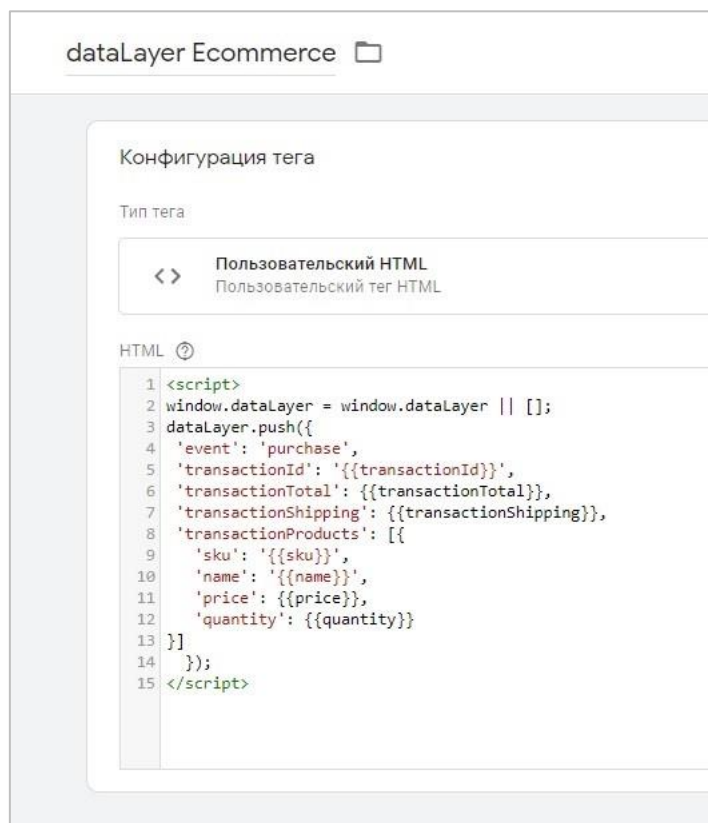 dataLayer Ecommerce
Конфигурация тега
Тип тега
Пользовательский HTML
Пользовательский тег HTML
HTML
1 <script>
2 window.dataLayer = window.dataLayer || [];
3 dataLayer.push({
4 'event': 'purchase',
5 'transactionId': '{{transactionId}}',
6 'transactionTotal': {{transactionTotal}},
7 'transactionShipping': {{transactionShipping}},
8 'transactionProducts': [{
9 'sku': '{{sku}}',
10 'name': '{{name}}',
11 'price': {{price}},
12 'quantity': {{quantity}}
13 }]
14 });
15 </script>